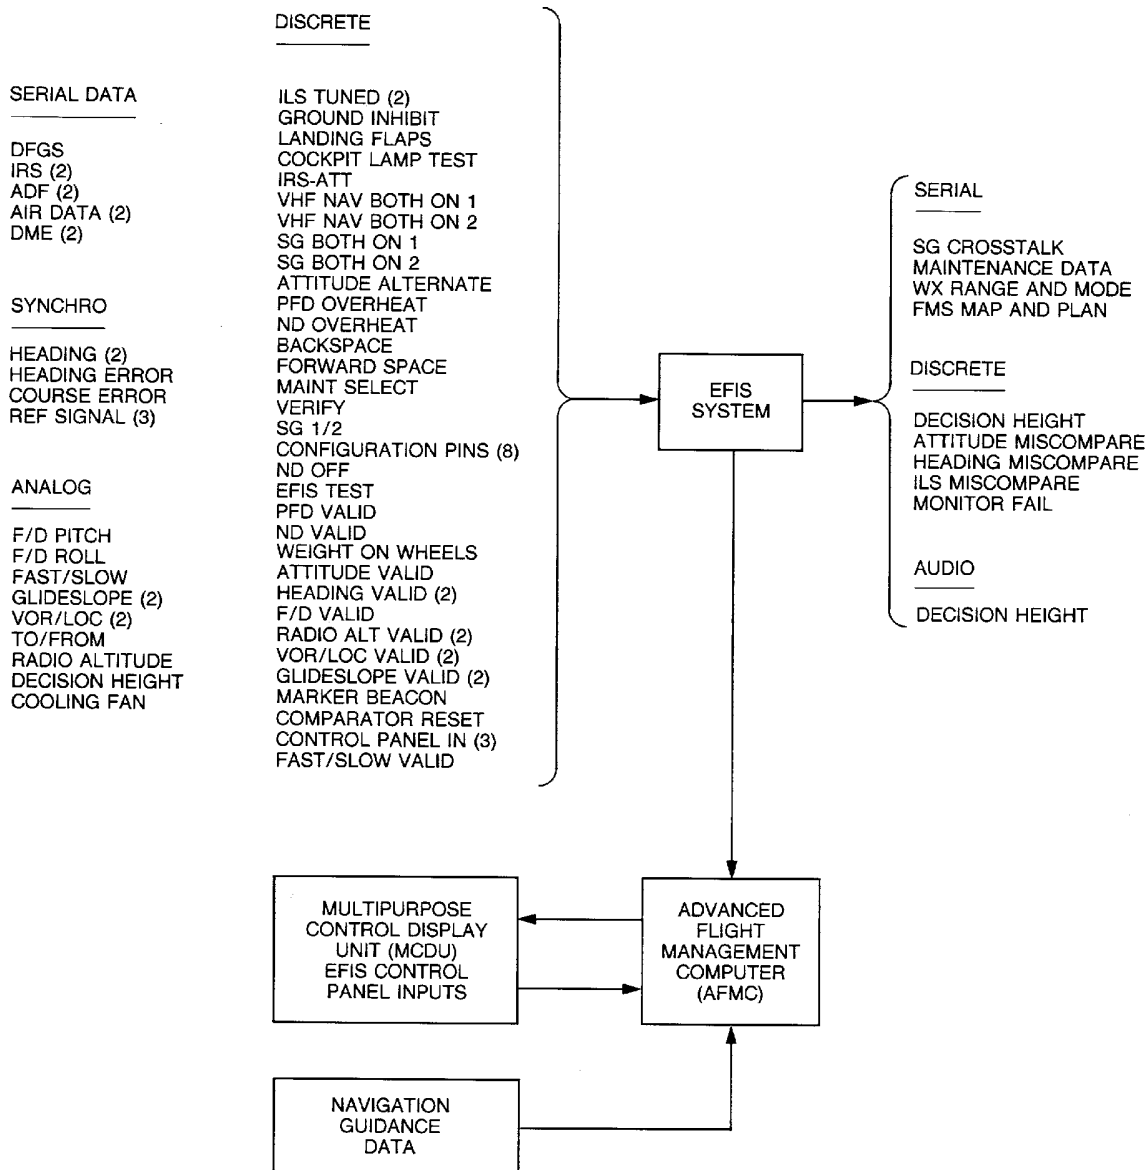 SERIAL DATA
DFGS
IRS (2)
ADF (2)
AIR DATA (2)
DME (2)
SYNCHRO
HEADING (2)
HEADING ERROR
COURSE ERROR
REF SIGNAL (3)
ANALOG
F/D PITCH
F/D ROLL
FAST/SLOW
GLIDESLOPE (2)
VOR/LOC (2)
TO/FROM
RADIO ALTITUDE
DECISION HEIGHT
COOLING FAN
DISCRETE
ILS TUNED (2)
GROUND INHIBIT
LANDING FLAPS
COCKPIT LAMP TEST
IRS-ATT
VHF NAV BOTH ON 1
VHF NAV BOTH ON 2
SG BOTH ON 1
SG BOTH ON 2
ATTITUDE ALTERNATE
PFD OVERHEAT
ND OVERHEAT
BACKSPACE
FORWARD SPACE
MAINT SELECT
VERIFY
SG 1/2
CONFIGURATION PINS (8)
ND OFF
EFIS TEST
PFD VALID
ND VALID
WEIGHT ON WHEELS
ATTITUDE VALID
HEADING VALID (2)
F/D VALID
RADIO ALT VALID (2)
VOR/LOC VALID (2)
GLIDESLOPE VALID (2)
MARKER BEACON
COMPARATOR RESET
CONTROL PANEL IN (3)
FAST/SLOW VALID
EFIS
SYSTEM
SERIAL
SG CROSSTALK
MAINTENANCE DATA
WX RANGE AND MODE
FMS MAP AND PLAN
DISCRETE
DECISION HEIGHT
ATTITUDE MISCOMPARE
HEADING MISCOMPARE
ILS MISCOMPARE
MONITOR FAIL
AUDIO
DECISION HEIGHT
MULTIPURPOSE
CONTROL DISPLAY
UNIT (MCDU)
EFIS CONTROL
PANEL INPUTS
ADVANCED
FLIGHT
MANAGEMENT
COMPUTER
(AFMC)
NAVIGATION
GUIDANCE
DATA